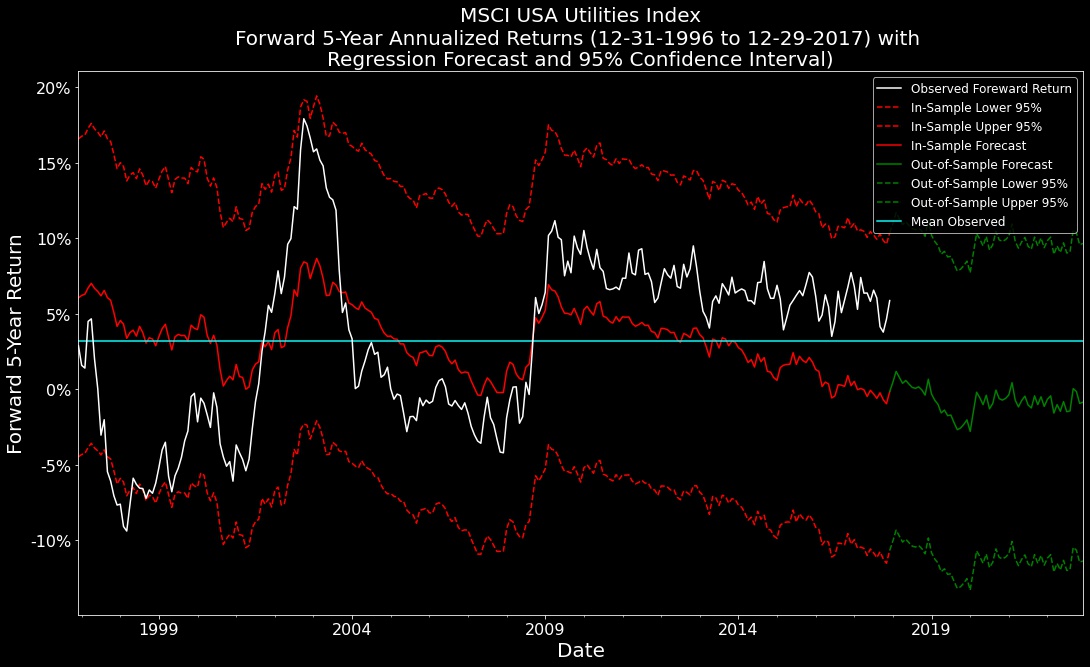 MSCI USA Utilities Index
Forward 5-Year Annualized Returns (12-31-1996 to 12-29-2017) with
Regression Forecast and 95% Confidence Interval)
Observed Foreward Return
In-Sample Lower 95%
In-Sample Upper 95%
In-Sample Forecast
Out-of-Sample Forecast
Out-of-Sample Lower 95%
Out-of-Sample Upper 95%
Mean Observed
Forward 5-Year Return
20%
15%
10%
5%
0%
-5%
-10%
1999
2004
2009
2014
2019
Date